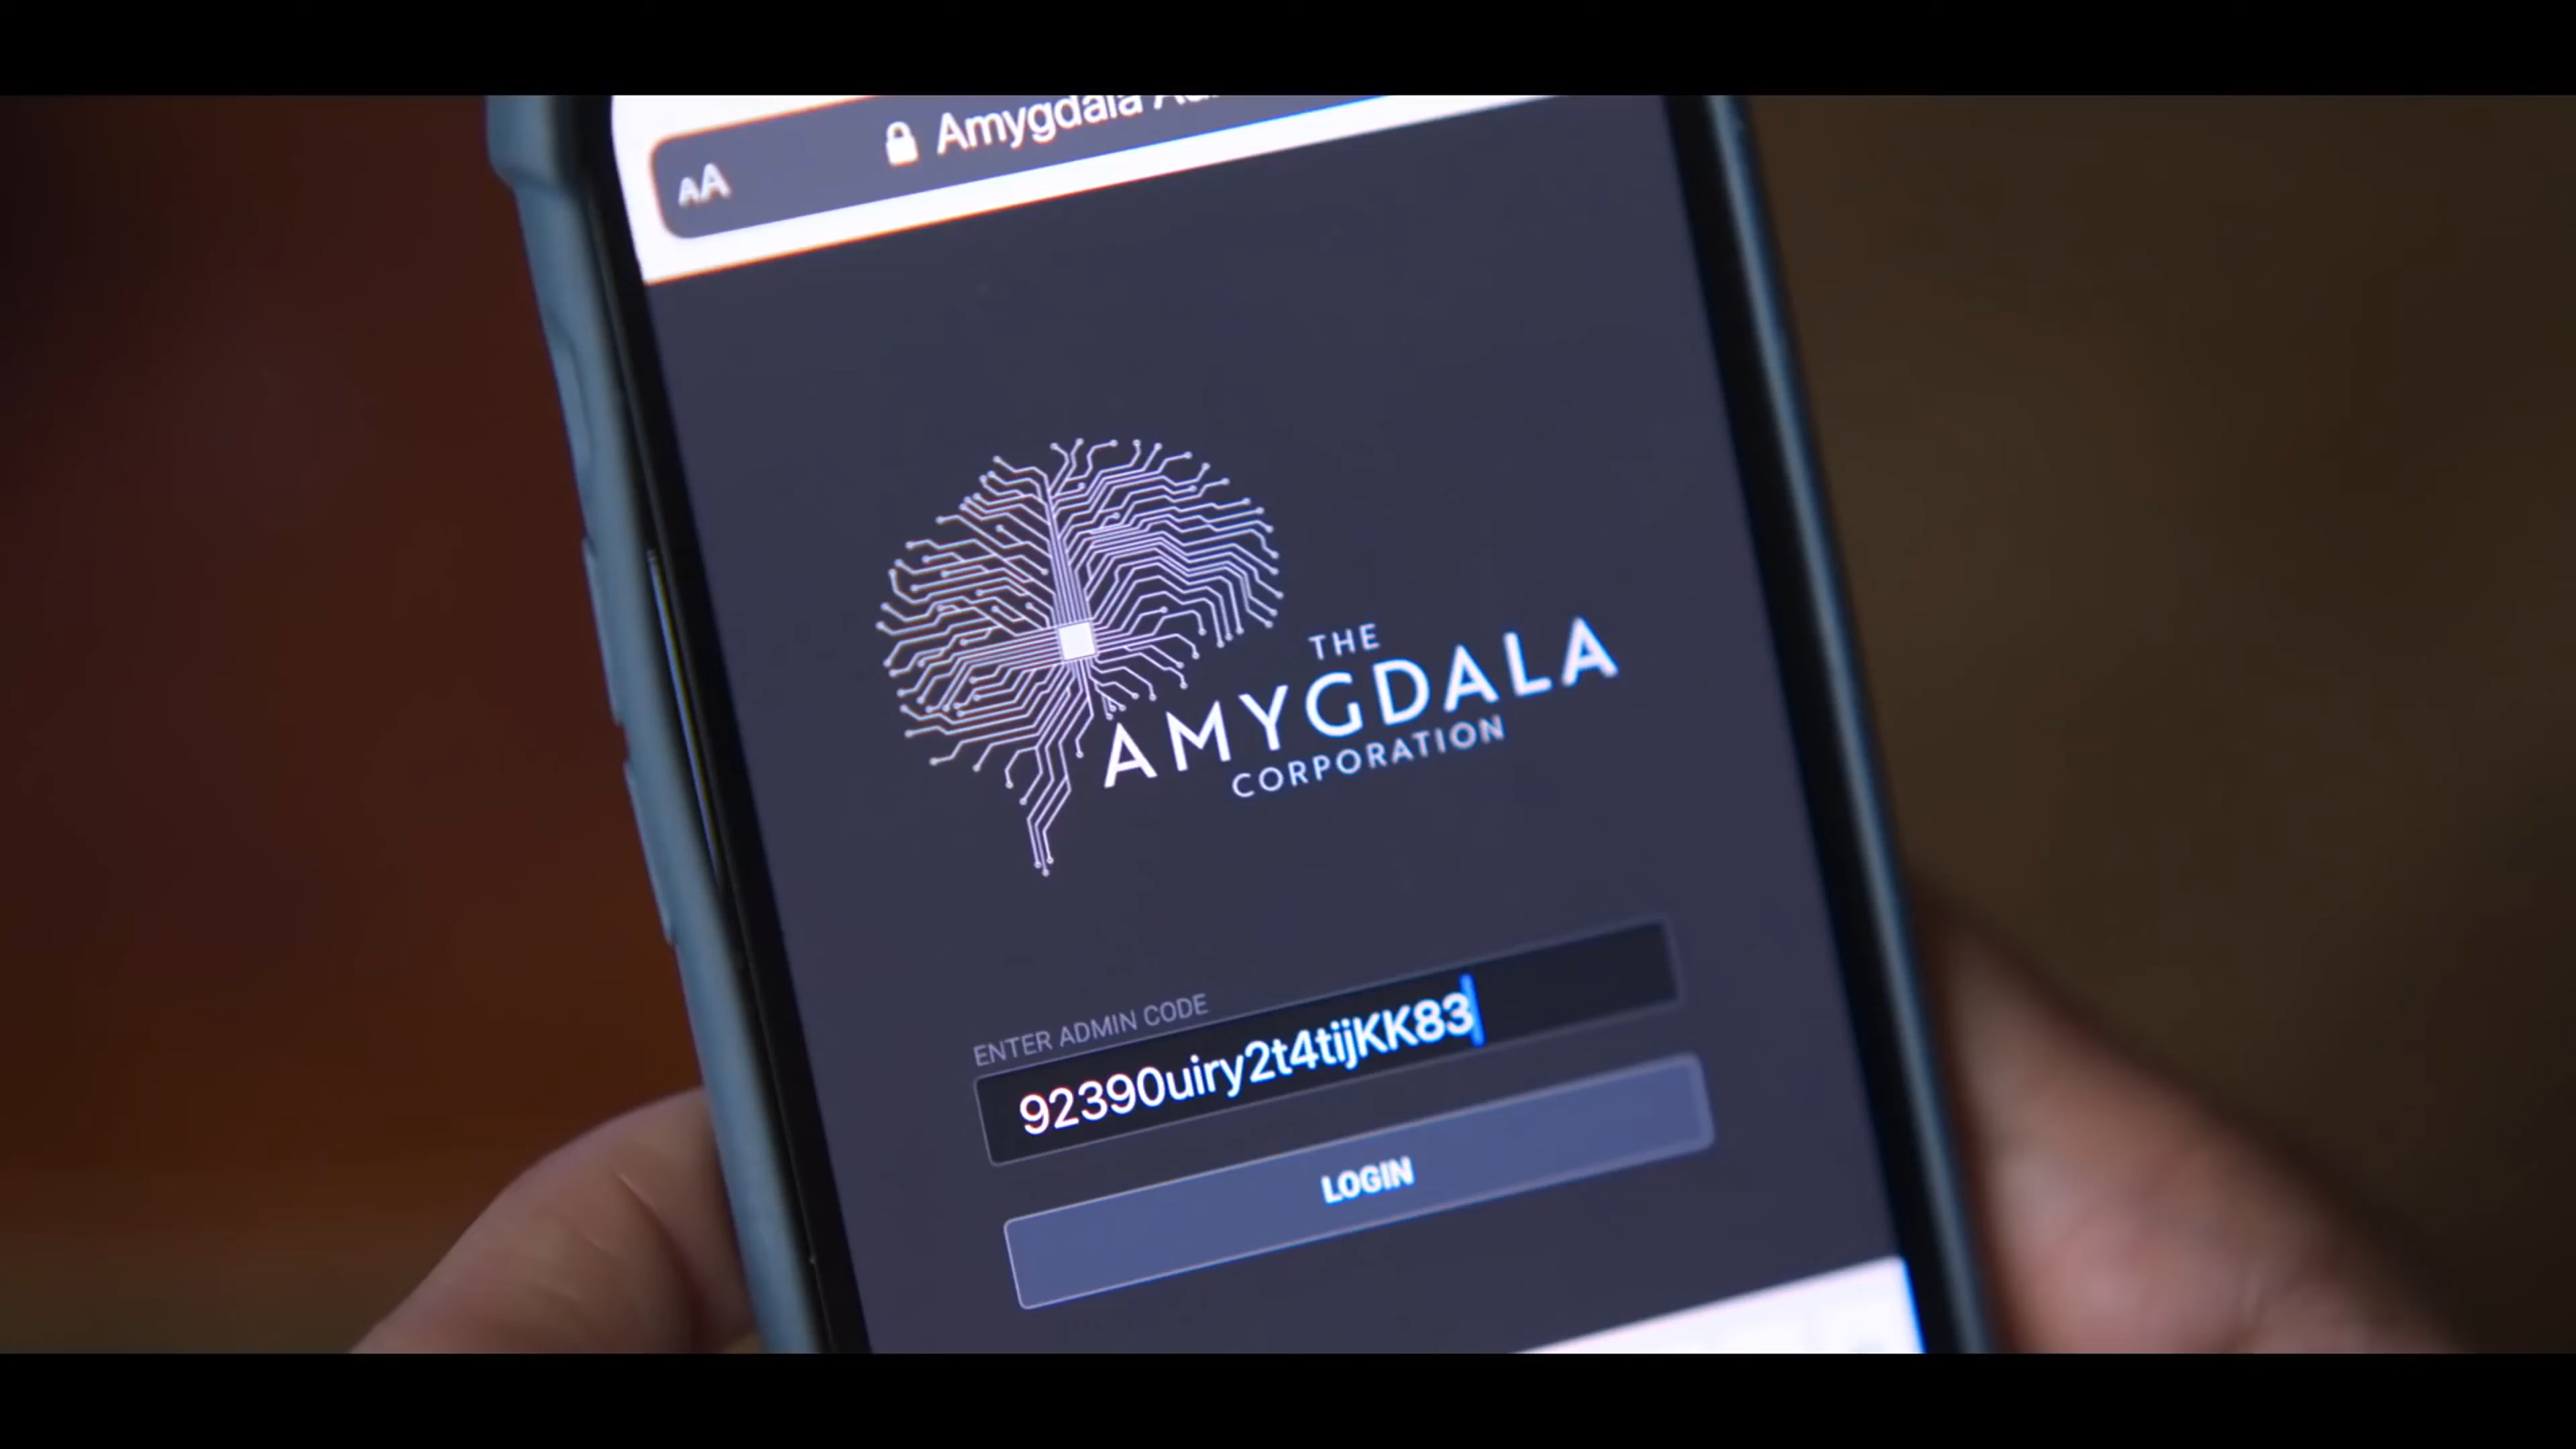 AA
Amygdala
THE
AMYGDALA
CORPORATION
ENTER ADMIN CODE
92390uiry2t4tijKK83
LOGIN